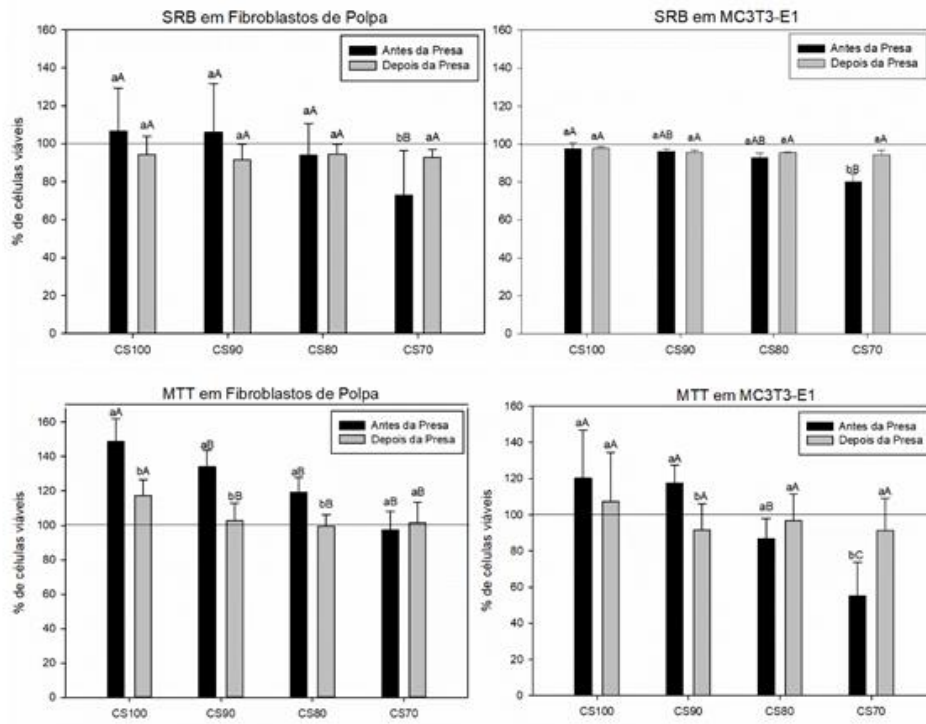 SRB em Fibroblastos de Polpa
160
140
120
100
80
60
40
20
0
% de células viáveis
Antes da Presa
Depois da Presa
aA
aA
aA
aA
aA
aA
bB
aA
CS100
CS90
CS80
CS70
SRB em MC3T3-E1
160
140
120
100
80
60
40
20
0
% de células viáveis
Antes da Presa
Depois da Presa
aA
aA
aAB
aA
aAB
aA
bB
aA
CS100
CS90
CS80
CS70
MTT em Fibroblastos de Polpa
160
140
120
100
80
60
40
20
0
% de células viáveis
Antes da Presa
Depois da Presa
aA
bA
aB
bB
aB
bB
aB
aB
CS100
CS90
CS80
CS70
MTT em MC3T3-E1
160
140
120
100
80
60
40
20
0
% de células viáveis
Antes da Presa
Depois da Presa
aA
aA
aA
bA
aB
aA
bC
aA
CS100
CS90
CS80
CS70